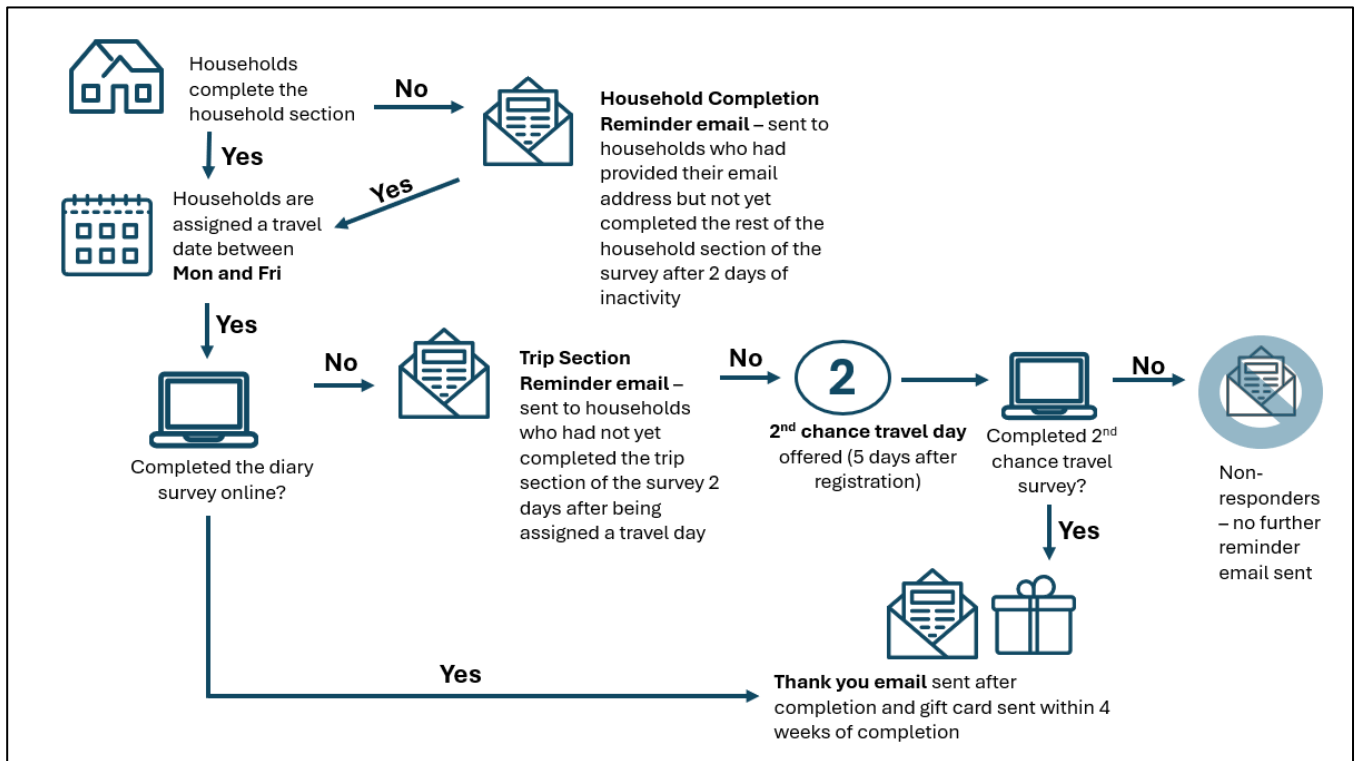 Households
complete the
household section
No
Household Completion
Reminder email – sent to
households who had
provided their email
address but not yet
completed the rest of the
household section of the
survey after 2 days of
inactivity
Yes
Yes
Households are
assigned a travel
date between
Mon and Fri
Yes
Completed the diary
survey online?
No
Trip Section
Reminder email –
sent to households
who had not yet
completed the trip
section of the survey 2
days after being
assigned a travel day
No
2
2nd chance travel day
offered (5 days after
registration)
Completed 2nd
chance travel
survey?
No
Non-
responders
– no further
reminder
email sent
Yes
Yes
Thank you email sent after
completion and gift card sent within 4
weeks of completion